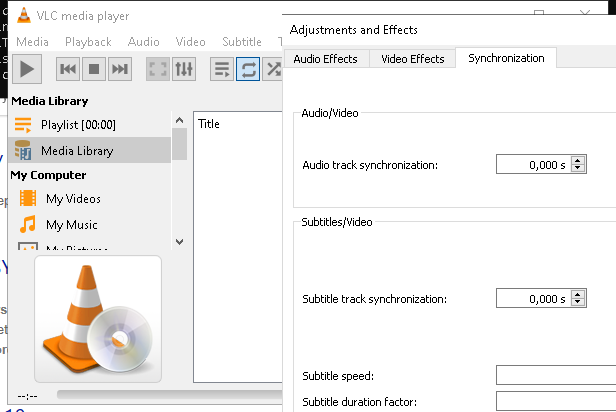 VLC media player
Media Playback Audio Video Subtitle
Media Library
Playlist [00:00]
Media Library
My Computer
My Videos
My Music
My Pictures
Title
--:--
Adjustments and Effects
Audio Effects Video Effects Synchronization
Audio/Video
Audio track synchronization: 0,000 s
Subtitles/Video
Subtitle track synchronization: 0,000 s
Subtitle speed:
Subtitle duration factor: